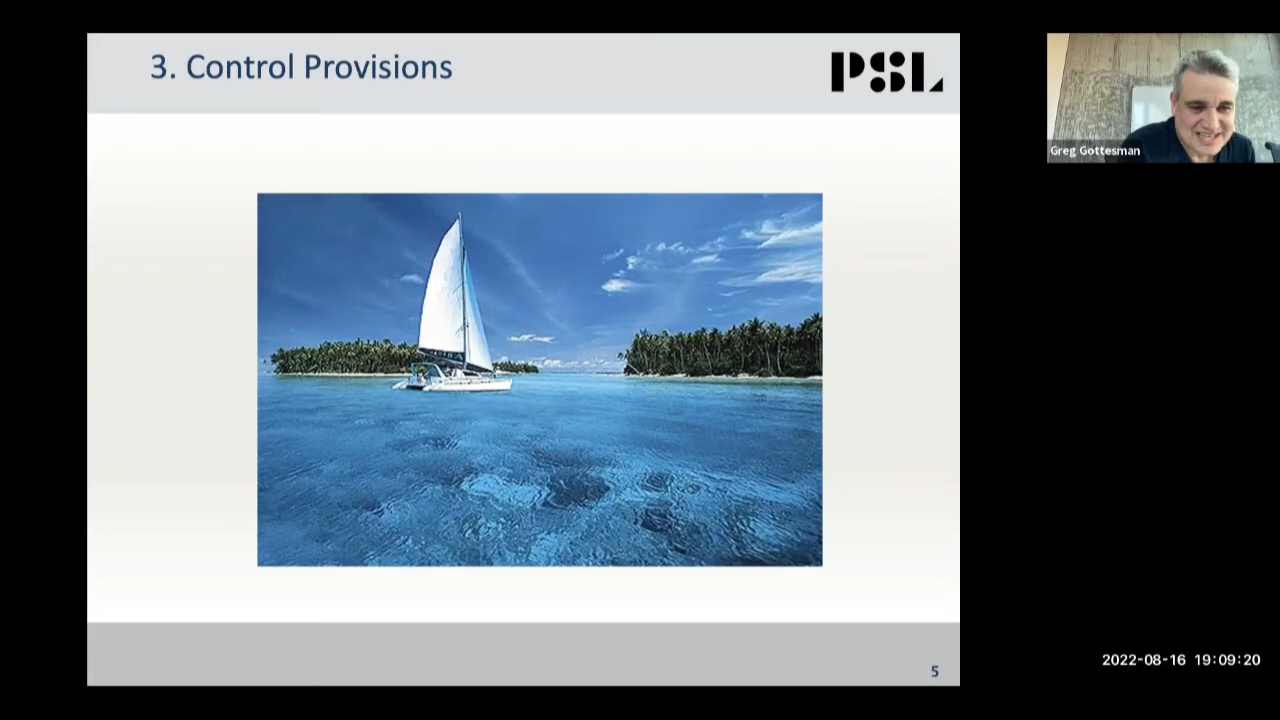 3. Control Provisions
PSL
Greg Gottesman
5
2022-08-16 19:09:20